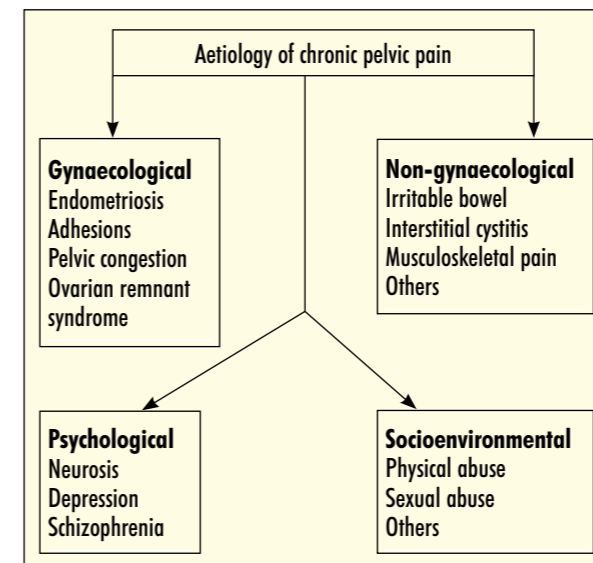 Aetiology of chronic pelvic pain
Gynaecological
Endometriosis
Adhesions
Pelvic congestion
Ovarian remnant
syndrome
Non-gynaecological
Irritable bowel
Interstitial cystitis
Musculoskeletal pain
Others
Psychological
Neurosis
Depression
Schizophrenia
Socioenvironmental
Physical abuse
Sexual abuse
Others